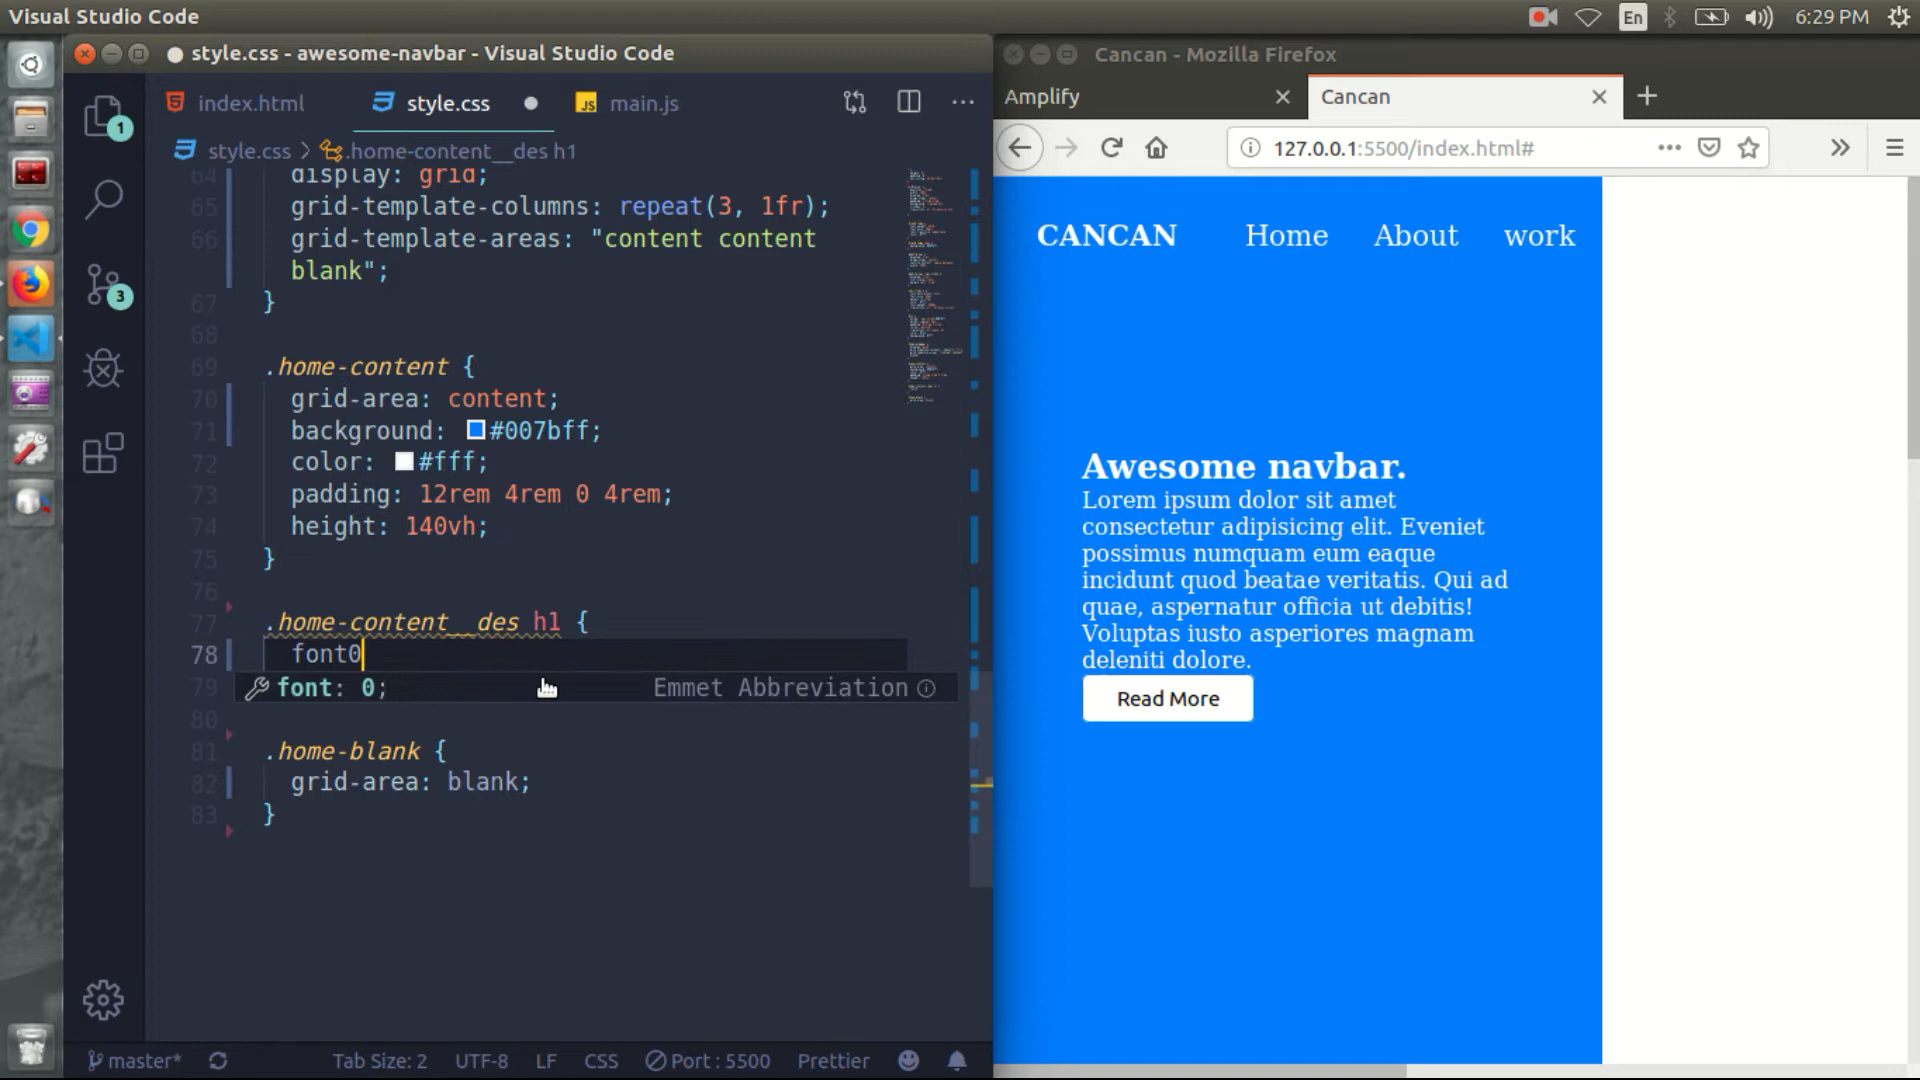 Visual Studio Code
En
6:29 PM
style.css - awesome-navbar - Visual Studio Code
index.html
style.css
main.js
style.css > .home-content__des h1
64 display: grid;
65 grid-template-columns: repeat(3, 1fr);
66 grid-template-areas: "content content
blank";
67 }
68
69 .home-content {
70 grid-area: content;
71 background: #007bff;
72 color: #fff;
73 padding: 12rem 4rem 0 4rem;
74 height: 140vh;
75 }
76
77 .home-content__des h1 {
78 font0
79 font: 0; Emmet Abbreviation
80
81 .home-blank {
82 grid-area: blank;
83 }
1
3
master*
Tab Size: 2
UTF-8
LF
CSS
Port : 5500
Prettier
Cancan - Mozilla Firefox
Amplify
Cancan
127.0.0.1:5500/index.html#
CANCAN
Home
About
work
Awesome navbar.
Lorem ipsum dolor sit amet
consectetur adipisicing elit. Eveniet
possimus numquam eum eaque
incidunt quod beatae veritatis. Qui ad
quae, aspernatur officia ut debitis!
Voluptas iusto asperiores magnam
deleniti dolore.
Read More